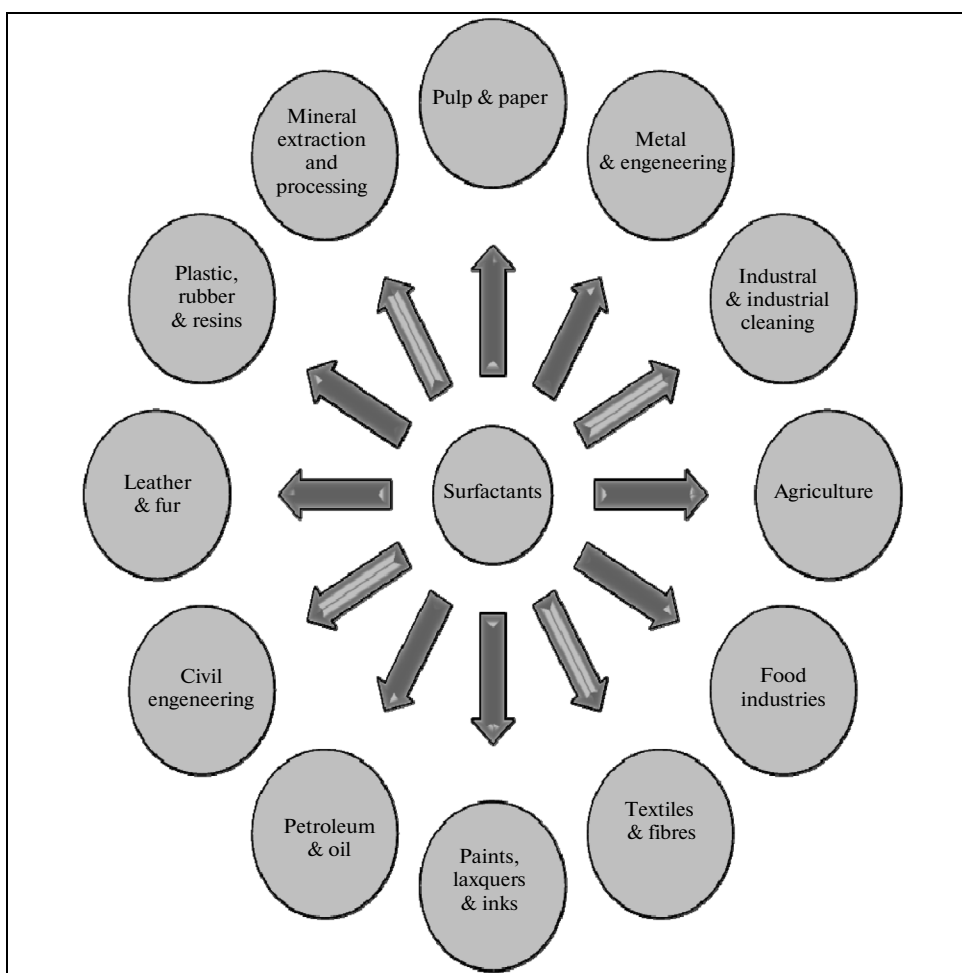 Pulp & paper
Metal
& engeneering
Industral
& industrial
cleaning
Agriculture
Food
industries
Textiles
& fibres
Paints,
laxquers
& inks
Petroleum
& oil
Civil
engeneering
Leather
& fur
Plastic,
rubber
& resins
Mineral
extraction
and
processing
Surfactants